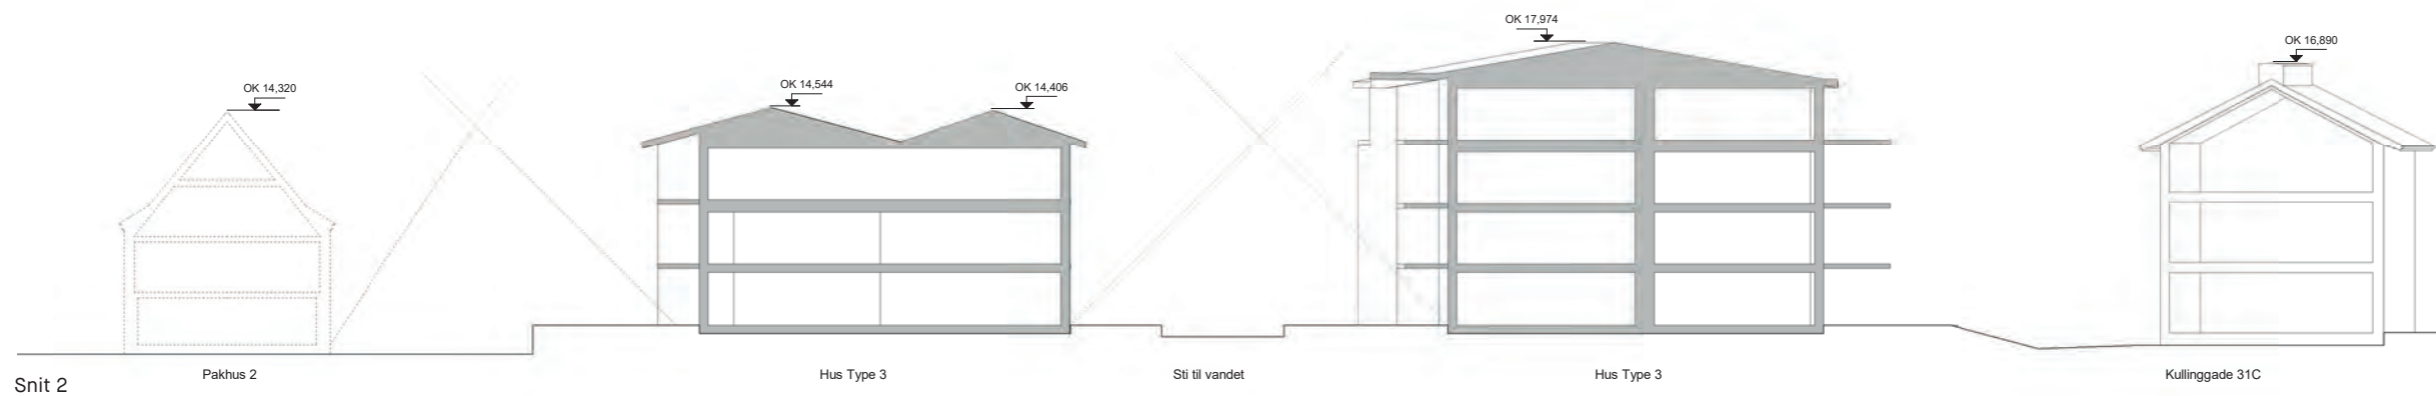 OK 17,974
OK 16,890
OK 14,320
OK 14,544
OK 14,406
Pakhus 2
Hus Type 3
Sti til vandet
Hus Type 3
Kullinggade 31C
Snit 2